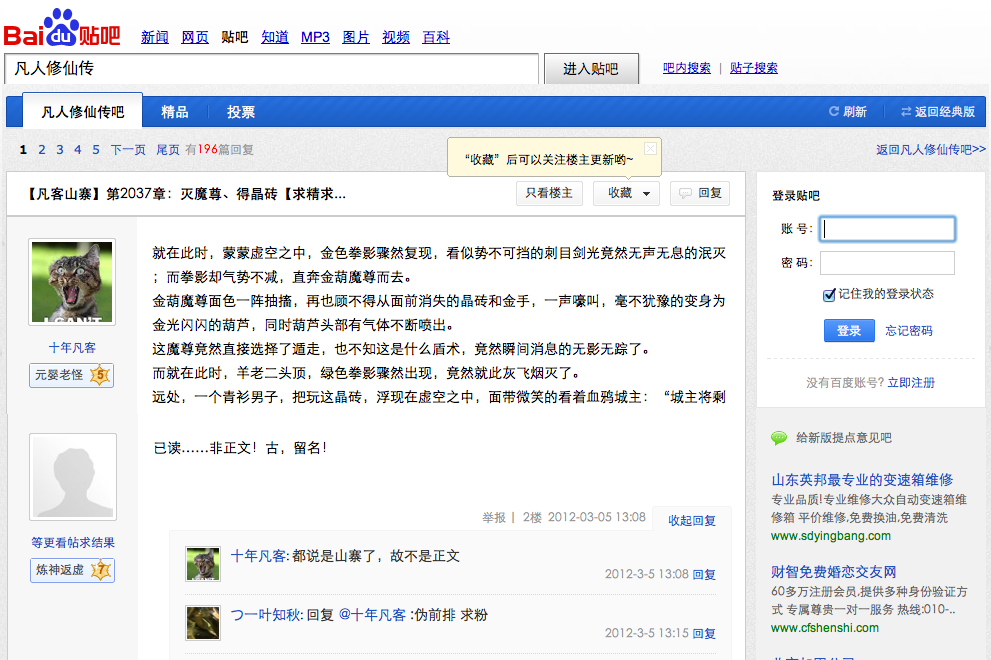 Bai du 贴吧
新闻 网页 贴吧 知道 MP3 图片 视频 百科
凡人修仙传 进入贴吧 吧内搜索 | 贴子搜索
凡人修仙传吧 精品 投票 刷新 返回经典版
1 2 3 4 5 下一页 尾页 有196篇回复
返回凡人修仙传吧>>
“收藏”后可以关注楼主更新哟~
【凡客山寨】第2037章：灭魔尊、得晶砖【求精求...
只看楼主 收藏 回复
就在此时，蒙蒙虚空之中，金色拳影骤然复现，看似势不可挡的刺目剑光竟然无声无息的泯灭
；而拳影却气势不减，直奔金葫魔尊而去。
金葫魔尊面色一阵抽搐，再也顾不得从面前消失的晶砖和金手，一声嚎叫，毫不犹豫的变身为
金光闪闪的葫芦，同时葫芦头部有气体不断喷出。
这魔尊竟然直接选择了遁走，也不知这是什么盾术，竟然瞬间消息的无影无踪了。
而就在此时，羊老二头顶，绿色拳影骤然出现，竟然就此灰飞烟灭了。
远处，一个青衫男子，把玩这晶砖，浮现在虚空之中，面带微笑的看着血鸦城主：“城主将剩
十年凡客
元婴老怪 5
已读……非正文！古，留名！
等更看帖求结果
炼神返虚 7
举报 | 2楼 2012-03-05 13:08 收起回复
十年凡客: 都说是山寨了，故不是正文
2012-3-5 13:08 回复
つ一叶知秋: 回复 @十年凡客 :伪前排 求粉
2012-3-5 13:15 回复
登录贴吧
账 号:
密 码:
记住我的登录状态
登录 忘记密码
没有百度账号? 立即注册
给新版提点意见吧
山东英邦最专业的变速箱维修
专业品质!专业维修大众自动变速箱维
修箱 平价维修,免费换油,免费清洗
www.sdyingbang.com
财智免费婚恋交友网
60多万注册会员,提供多种身份验证方
式 专属尊贵一对一服务 热线:010-..
www.cfshenshi.com